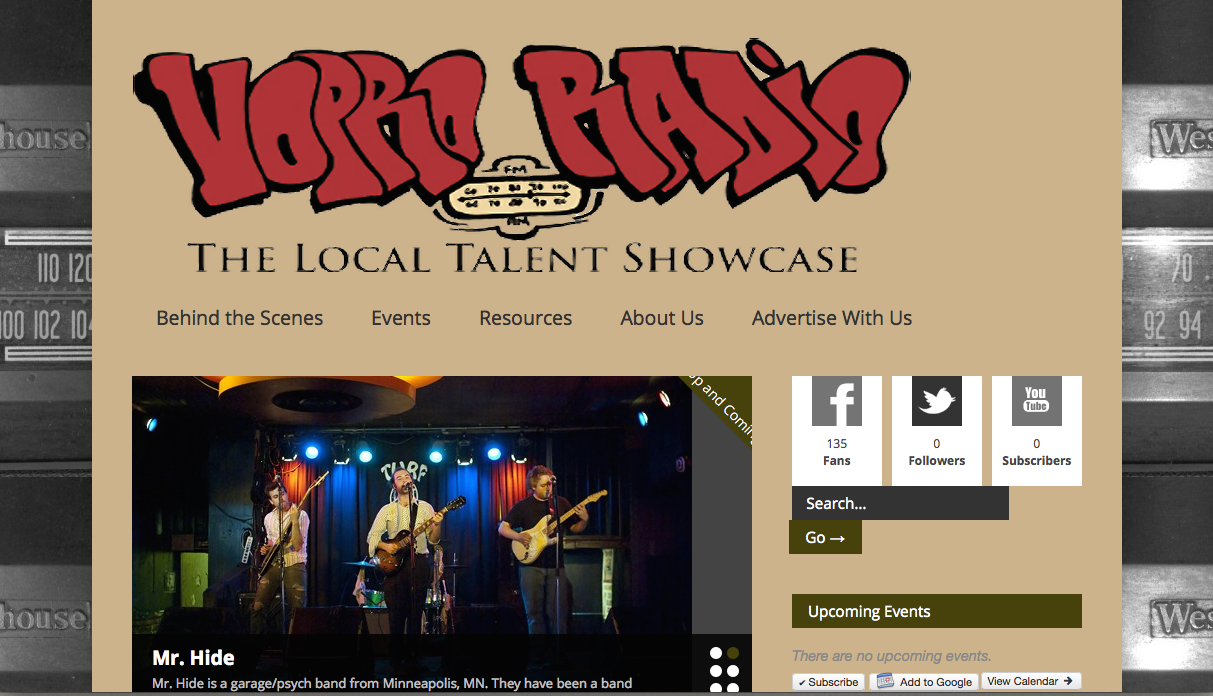 VOPRO RADIO
FM
AM
THE LOCAL TALENT SHOWCASE
Behind the Scenes
Events
Resources
About Us
Advertise With Us
house
110 120
100 102 104
house
Wes
70
92 94
Wes
p and Coming
TURF
Mr. Hide
Mr. Hide is a garage/psych band from Minneapolis, MN. They have been a band
135
Fans
0
Followers
You
Tube
0
Subscribers
Search...
Go →
Upcoming Events
There are no upcoming events.
✔ Subscribe
Add to Google
View Calendar →